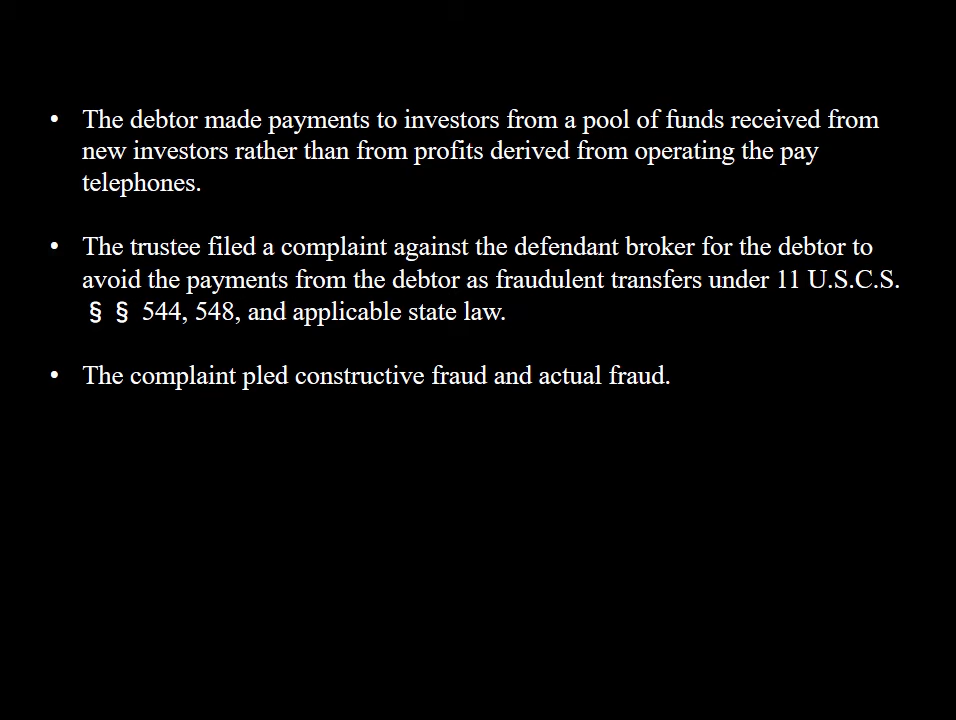 • The debtor made payments to investors from a pool of funds received from
new investors rather than from profits derived from operating the pay
telephones.
• The trustee filed a complaint against the defendant broker for the debtor to
avoid the payments from the debtor as fraudulent transfers under 11 U.S.C.S.
§ § 544, 548, and applicable state law.
• The complaint pled constructive fraud and actual fraud.